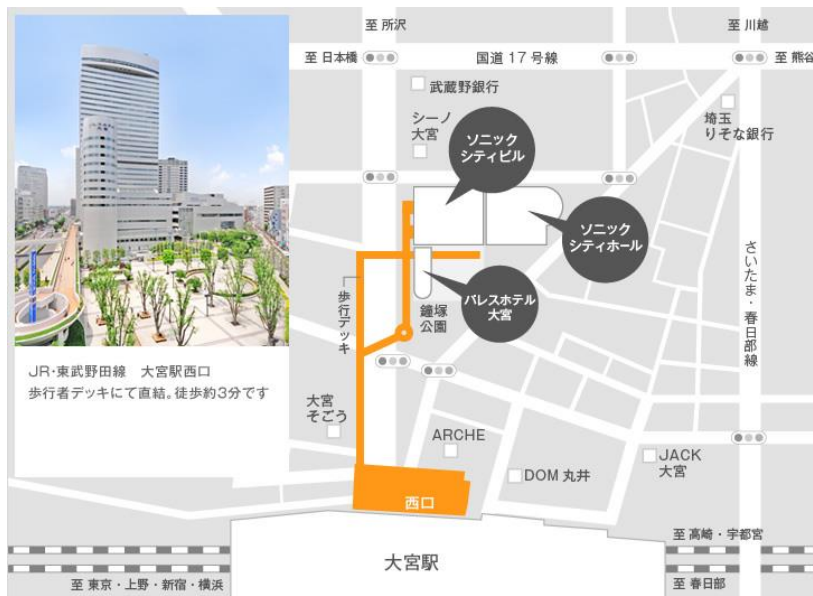 至 所沢
至 川越
至 日本橋
国道 17 号線
至 熊谷
武蔵野銀行
シーノ
大宮
埼玉
りそな銀行
ソニック
シティビル
ソニック
シティホール
パレスホテル
大宮
鐘塚
公園
歩行デッキ
さいたま・春日部線
JR・東武野田線　大宮駅西口
歩行者デッキにて直結。徒歩約3分です
大宮
そごう
ARCHE
DOM 丸井
JACK
大宮
西口
大宮駅
至 高崎・宇都宮
至 東京・上野・新宿・横浜
至 春日部